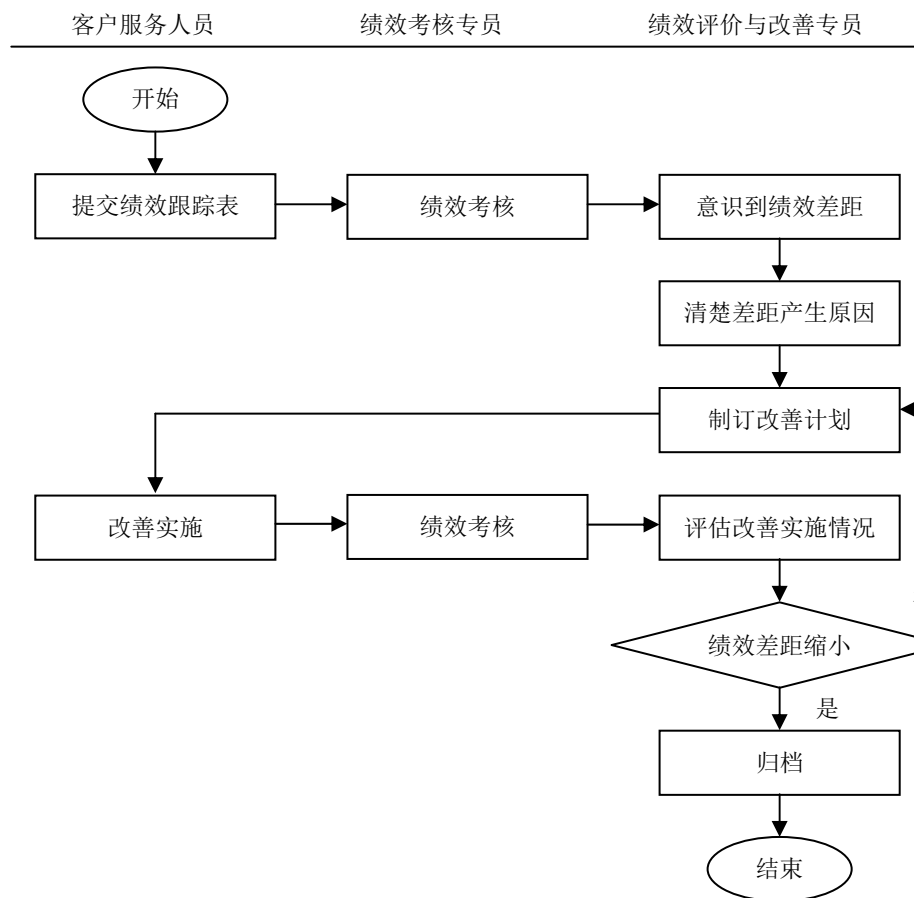 客户服务人员 绩效考核专员 绩效评价与改善专员
开始
提交绩效跟踪表 绩效考核 意识到绩效差距
清楚差距产生原因
制订改善计划
改善实施 绩效考核 评估改善实施情况
绩效差距缩小
是
归档
结束